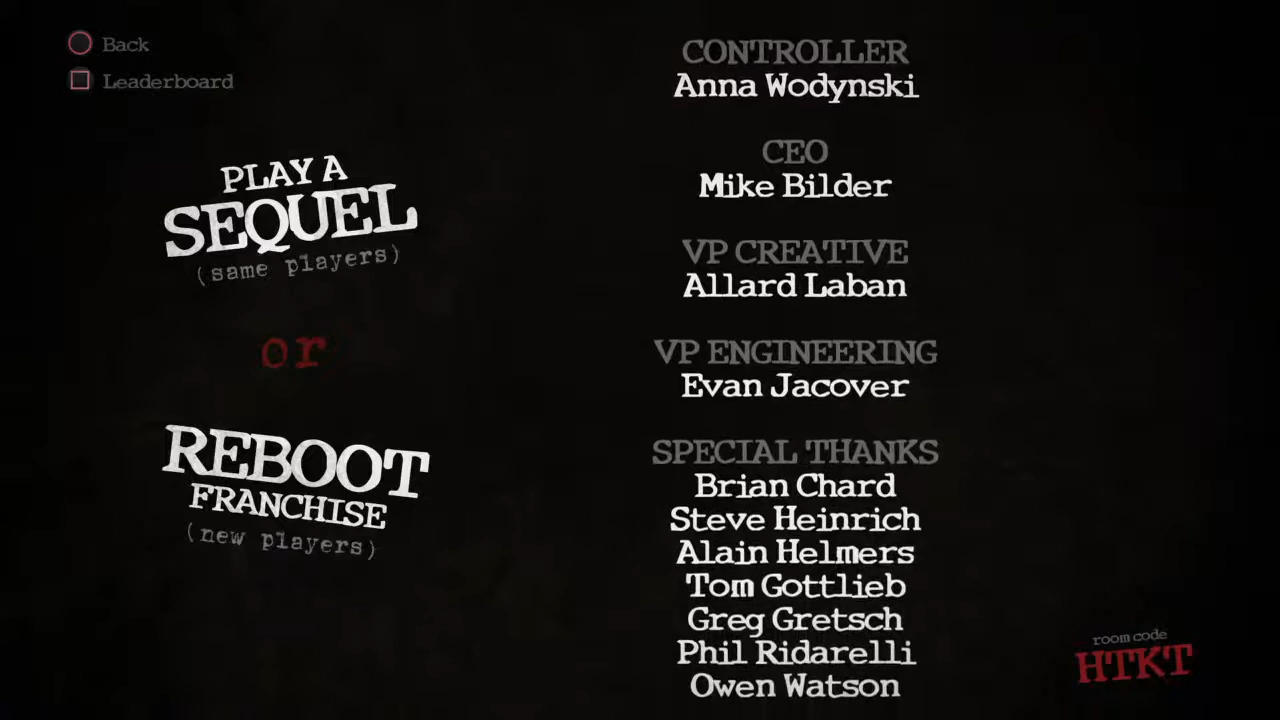 Back
Leaderboard
PLAY A
SEQUEL
(same players)
or
REBOOT
FRANCHISE
(new players)
CONTROLLER
Anna Wodynski
CEO
Mike Bilder
VP CREATIVE
Allard Laban
VP ENGINEERING
Evan Jacover
SPECIAL THANKS
Brian Chard
Steve Heinrich
Alain Helmers
Tom Gottlieb
Greg Gretsch
Phil Ridarelli
Owen Watson
room code
HTKT